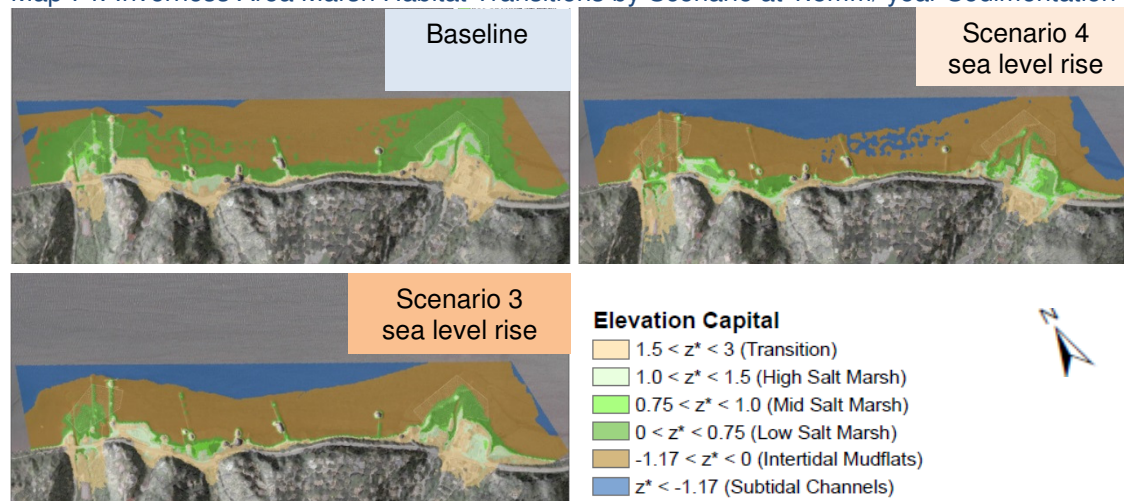 Baseline
Scenario 4
sea level rise
Scenario 3
sea level rise
Elevation Capital
1.5 < z* < 3 (Transition)
1.0 < z* < 1.5 (High Salt Marsh)
0.75 < z* < 1.0 (Mid Salt Marsh)
0 < z* < 0.75 (Low Salt Marsh)
-1.17 < z* < 0 (Intertidal Mudflats)
z* < -1.17 (Subtidal Channels)
N